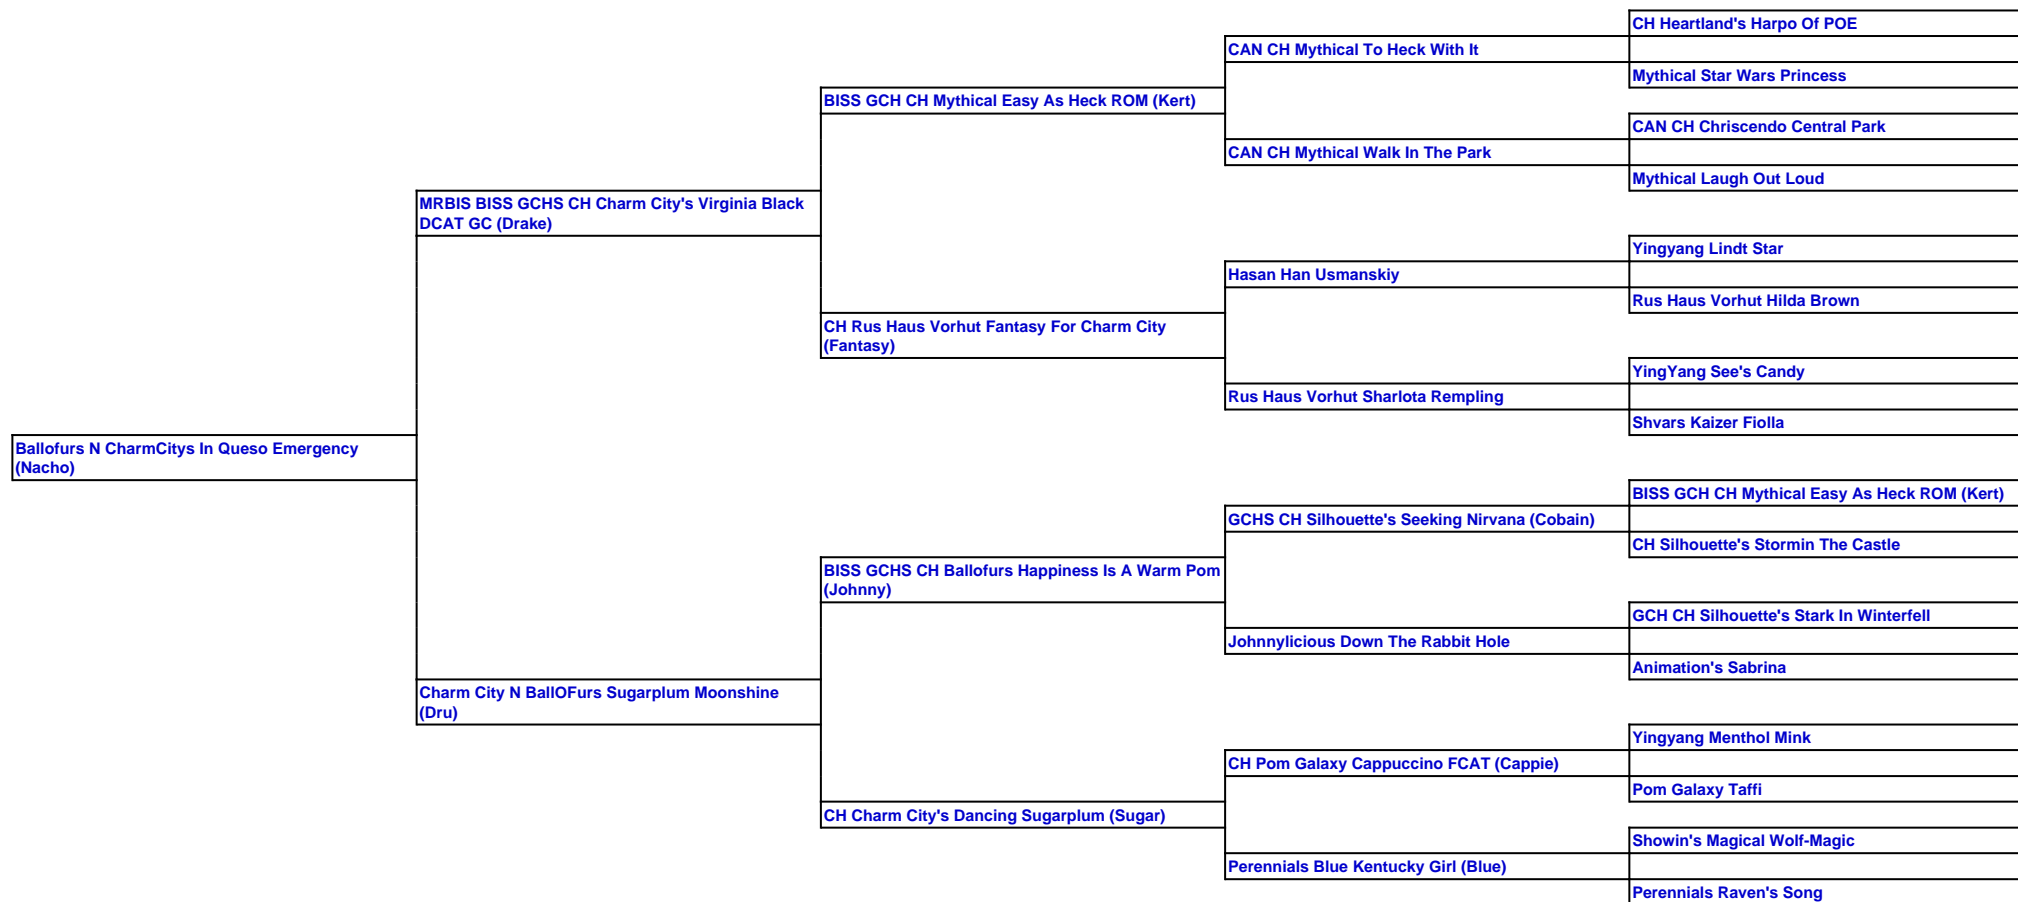 CH Heartland's Harpo Of POE
CAN CH Mythical To Heck With It
Mythical Star Wars Princess
BISS GCH CH Mythical Easy As Heck ROM (Kert)
CAN CH Chriscendo Central Park
CAN CH Mythical Walk In The Park
Mythical Laugh Out Loud
MRBIS BISS GCHS CH Charm City's Virginia Black
DCAT GC (Drake)
Yingyang Lindt Star
Hasan Han Usmanskiy
Rus Haus Vorhut Hilda Brown
CH Rus Haus Vorhut Fantasy For Charm City
(Fantasy)
YingYang See's Candy
Rus Haus Vorhut Sharlota Rempling
Shvars Kaizer Fiolla
Ballofurs N CharmCitys In Queso Emergency
(Nacho)
BISS GCH CH Mythical Easy As Heck ROM (Kert)
GCHS CH Silhouette's Seeking Nirvana (Cobain)
CH Silhouette's Stormin The Castle
BISS GCHS CH Ballofurs Happiness Is A Warm Pom
(Johnny)
GCH CH Silhouette's Stark In Winterfell
Johnnylicious Down The Rabbit Hole
Animation's Sabrina
Charm City N BallOFurs Sugarplum Moonshine
(Dru)
Yingyang Menthol Mink
CH Pom Galaxy Cappuccino FCAT (Cappie)
Pom Galaxy Taffi
CH Charm City's Dancing Sugarplum (Sugar)
Showin's Magical Wolf-Magic
Perennials Blue Kentucky Girl (Blue)
Perennials Raven's Song